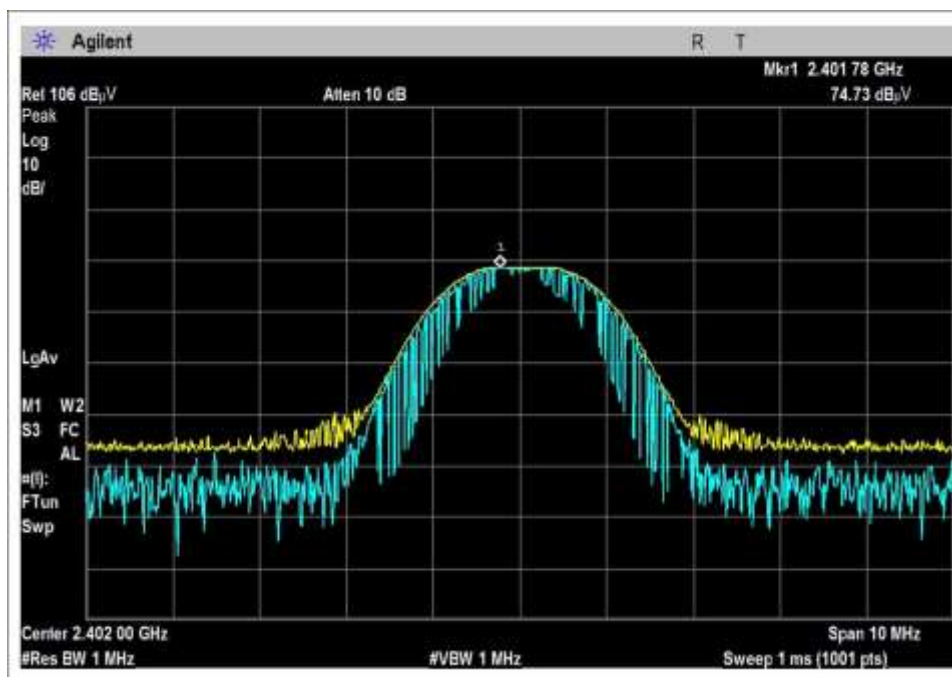 Agilent R T
Mkr1 2.401 78 GHz
Ref 106 dBµV Atten 10 dB 74.73 dBµV
Peak
Log
10
dB/
1
LgAv
M1 W2
S3 FC
AL
¤(f):
FTun
Swp
Center 2.402 00 GHz Span 10 MHz
#Res BW 1 MHz #VBW 1 MHz Sweep 1 ms (1001 pts)